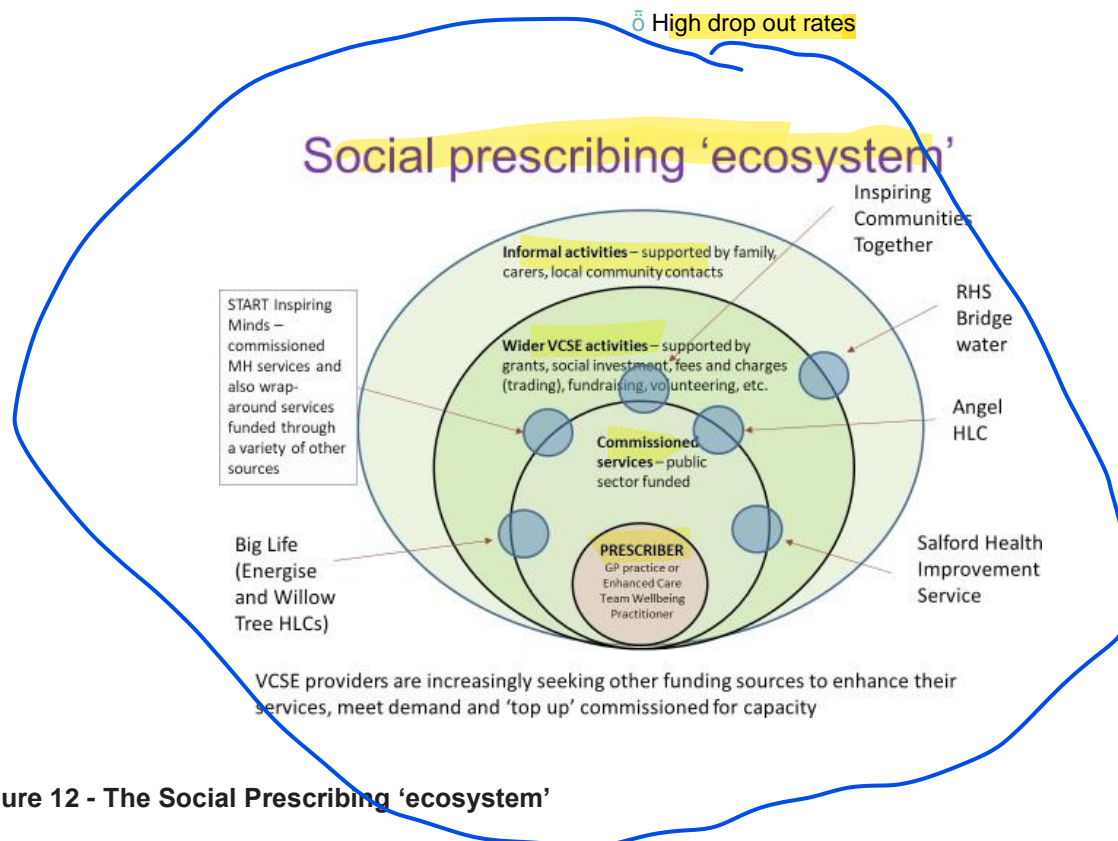 High drop out rates
Social prescribing ‘ecosystem’
Inspiring
Communities
Together
Informal activities – supported by family,
carers, local community contacts
START Inspiring
Minds –
commissioned
MH services and
also wrap-
around services
funded through
a variety of other
sources
RHS
Bridge
water
Wider VCSE activities – supported by
grants, social investment, fees and charges
(trading), fundraising, volunteering, etc.
Angel
HLC
Commissioned
services – public
sector funded
Big Life
(Energise
and Willow
Tree HLCs)
PRESCRIBER
GP practice or
Enhanced Care
Team Wellbeing
Practitioner
Salford Health
Improvement
Service
VCSE providers are increasingly seeking other funding sources to enhance their
services, meet demand and ‘top up’ commissioned for capacity
ure 12 - The Social Prescribing ‘ecosystem’